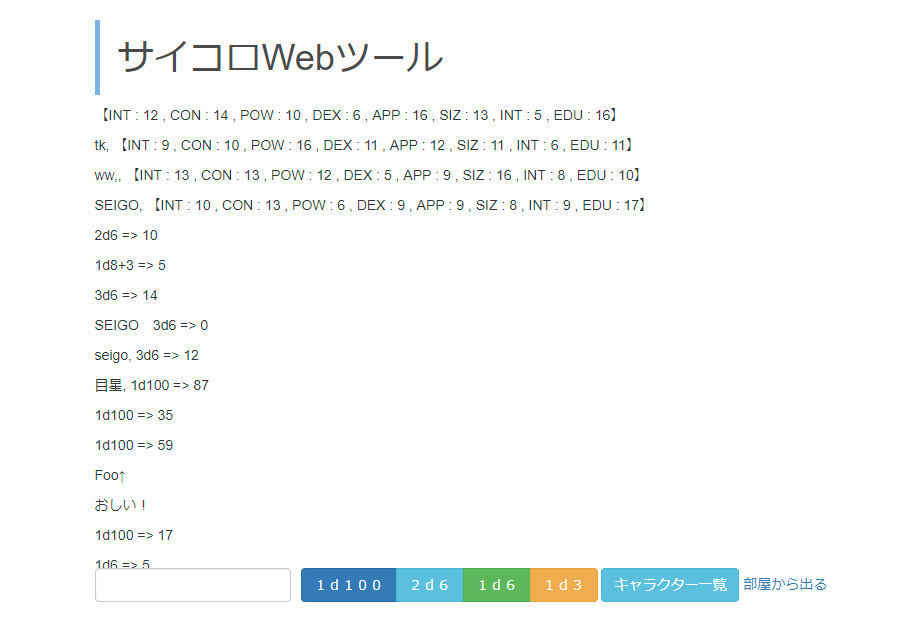 サイコロWebツール
【INT : 12 , CON : 14 , POW : 10 , DEX : 6 , APP : 16 , SIZ : 13 , INT : 5 , EDU : 16】
tk, 【INT : 9 , CON : 10 , POW : 16 , DEX : 11 , APP : 12 , SIZ : 11 , INT : 6 , EDU : 11】
ww,, 【INT : 13 , CON : 13 , POW : 12 , DEX : 5 , APP : 9 , SIZ : 16 , INT : 8 , EDU : 10】
SEIGO, 【INT : 10 , CON : 13 , POW : 6 , DEX : 9 , APP : 9 , SIZ : 8 , INT : 9 , EDU : 17】
2d6 => 10
1d8+3 => 5
3d6 => 14
SEIGO　3d6 => 0
seigo, 3d6 => 12
目星, 1d100 => 87
1d100 => 35
1d100 => 59
Foo↑
おしい！
1d100 => 17
1d6 => 5
１ｄ１００ ２ｄ６ １ｄ６ １ｄ３ キャラクター一覧 部屋から出る